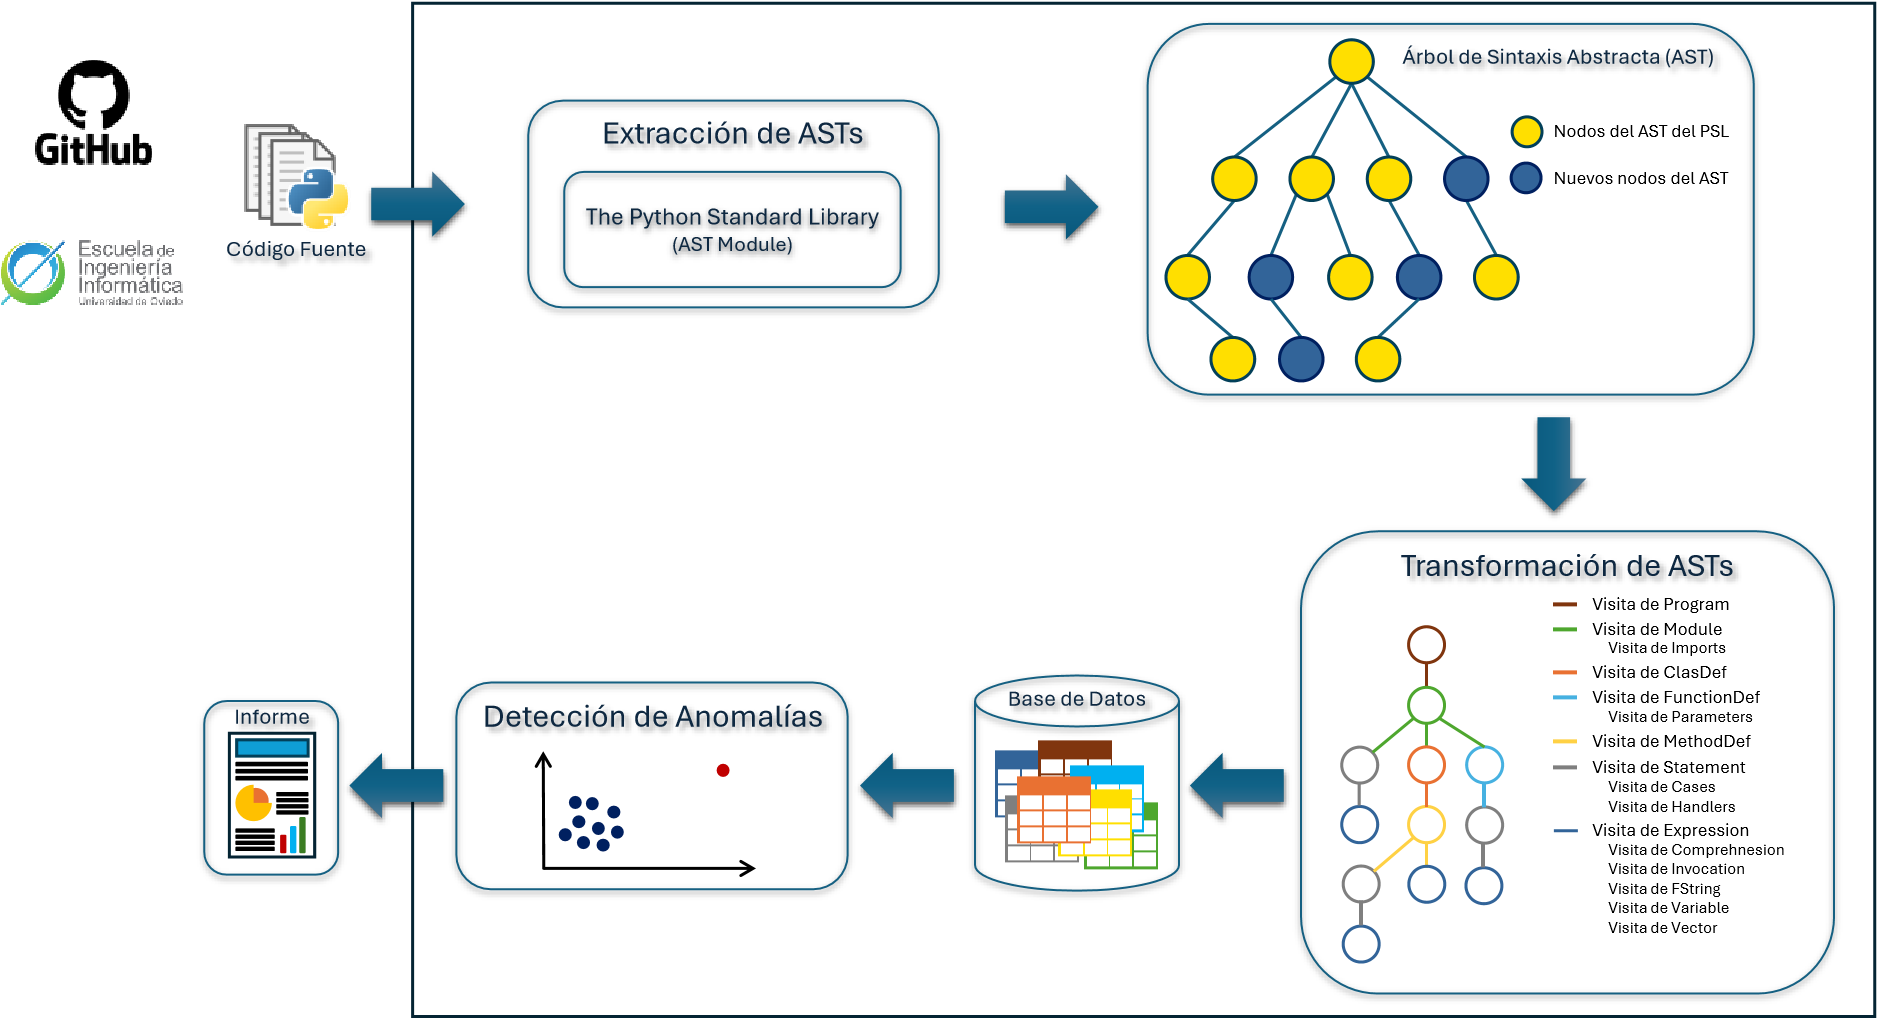 GitHub
Escuela de
Ingeniería
Informática
Universidad de Oviedo
Código Fuente
Extracción de ASTs
The Python Standard Library
(AST Module)
Árbol de Sintaxis Abstracta (AST)
Nodos del AST del PSL
Nuevos nodos del AST
Transformación de ASTs
Visita de Program
Visita de Module
Visita de Imports
Visita de ClasDef
Visita de FunctionDef
Visita de Parameters
Visita de MethodDef
Visita de Statement
Visita de Cases
Visita de Handlers
Visita de Expression
Visita de Comprehnesion
Visita de Invocation
Visita de FString
Visita de Variable
Visita de Vector
Base de Datos
Detección de Anomalías
Informe